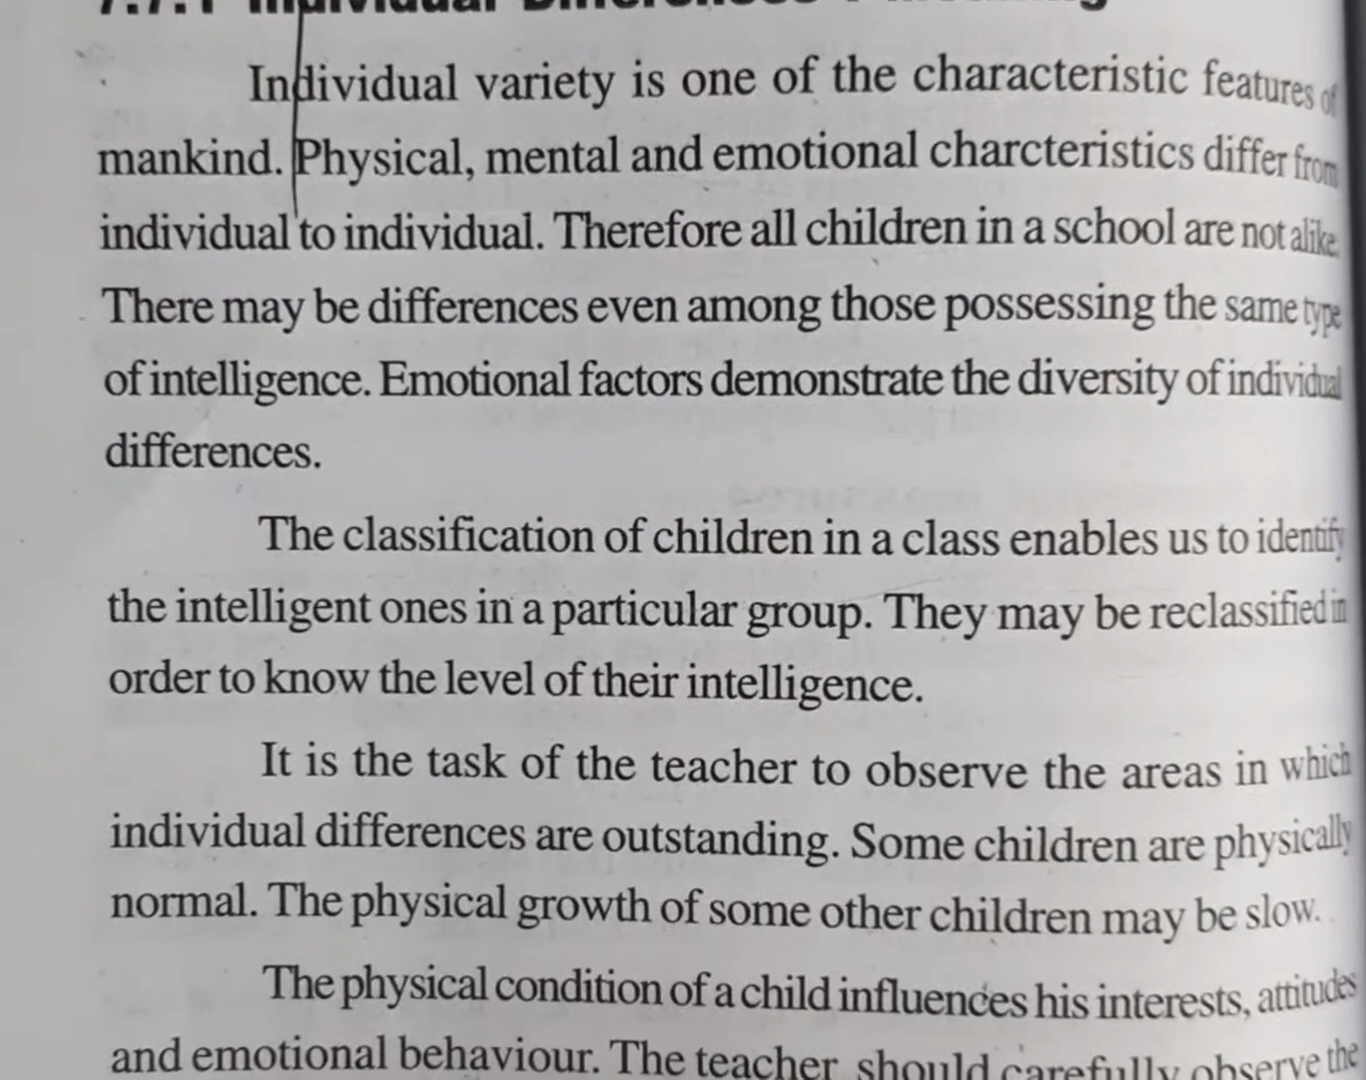 7.7.1 Individual Differences : Meaning
Individual variety is one of the characteristic features of
mankind. Physical, mental and emotional charcteristics differ from
individual to individual. Therefore all children in a school are not alike.
There may be differences even among those possessing the same type
of intelligence. Emotional factors demonstrate the diversity of individual
differences.
The classification of children in a class enables us to identify
the intelligent ones in a particular group. They may be reclassified in
order to know the level of their intelligence.
It is the task of the teacher to observe the areas in which
individual differences are outstanding. Some children are physically
normal. The physical growth of some other children may be slow.
The physical condition of a child influences his interests, attitudes
and emotional behaviour. The teacher should carefully observe the